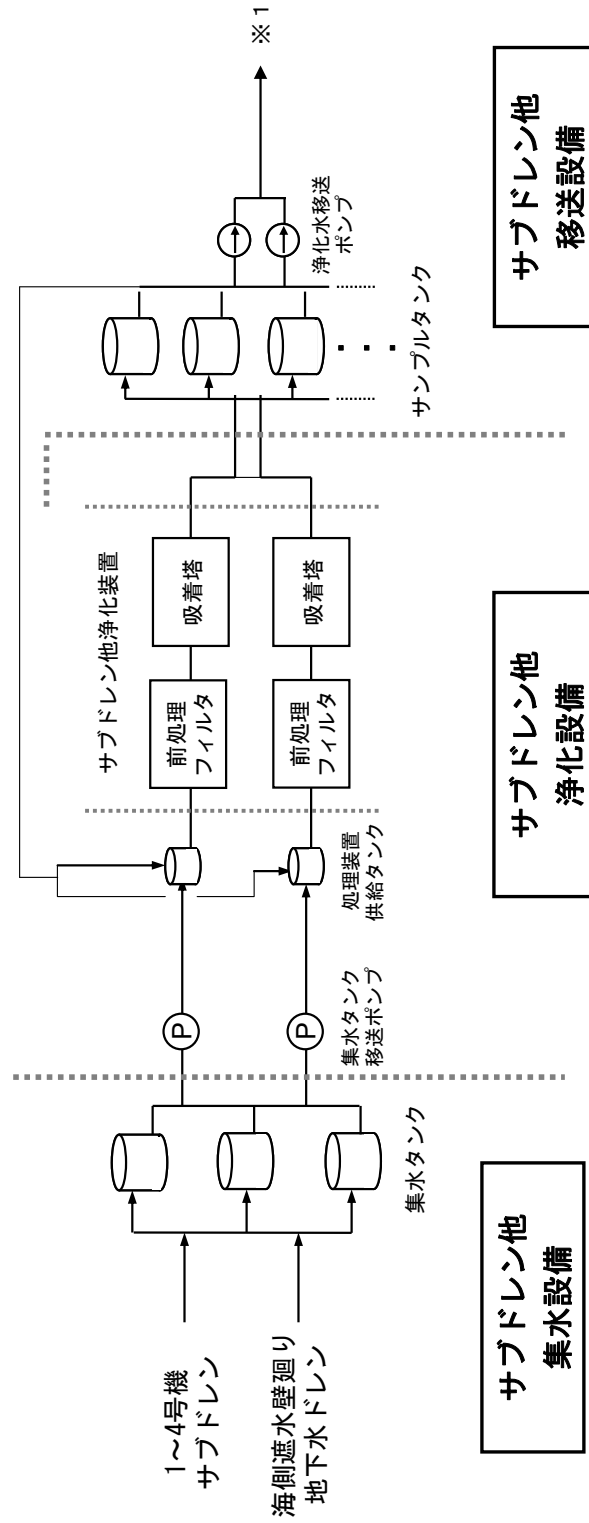 1～4号機
サブドレン
海側遮水壁廻り
地下水ドレン
集水タンク
P
P
集水タンク
移送ポンプ
処理装置
供給タンク
サブドレン他浄化装置
前処理
フィルタ
吸着塔
前処理
フィルタ
吸着塔
サンプルタンク
浄化水移送
ポンプ
※1
サブドレン他
集水設備
サブドレン他
浄化設備
サブドレン他
移送設備